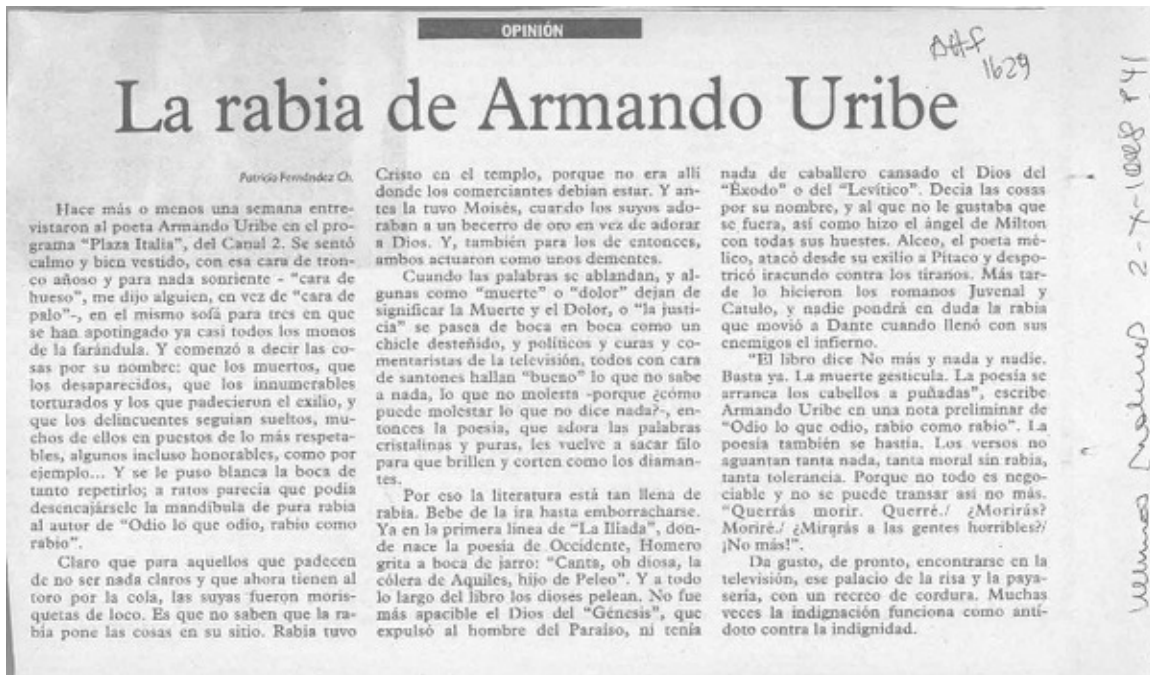 OPINIÓN
AHF
1629
La rabia de Armando Uribe
Patricio Fernández Ch.
Hace más o menos una semana entre-
vistaron al poeta Armando Uribe en el pro-
grama "Plaza Italia", del Canal 2. Se sentó
calmo y bien vestido, con esa cara de tron-
co añoso y para nada sonriente - "cara de
hueso", me dijo alguien, en vez de "cara de
palo"-, en el mismo sofá para tres en que
se han apotingado ya casi todos los monos
de la farándula. Y comenzó a decir las co-
sas por su nombre: que los muertos, que
los desaparecidos, que los innumerables
torturados y los que padecieron el exilio, y
que los delincuentes seguían sueltos, mu-
chos de ellos en puestos de lo más respeta-
bles, algunos incluso honorables, como por
ejemplo... Y se le puso blanca la boca de
tanto repetirlo; a ratos parecía que podía
desencajársele la mandíbula de pura rabia
al autor de "Odio lo que odio, rabio como
rabio".
Claro que para aquellos que padecen
de no ser nada claros y que ahora tienen al
toro por la cola, las suyas fueron moris-
quetas de loco. Es que no saben que la ra-
bia pone las cosas en su sitio. Rabia tuvo
Cristo en el templo, porque no era allí
donde los comerciantes debían estar. Y an-
tes la tuvo Moisés, cuando los suyos ado-
raban a un becerro de oro en vez de adorar
a Dios. Y, también para los de entonces,
ambos actuaron como unos dementes.
Cuando las palabras se ablandan, y al-
gunas como "muerte" o "dolor" dejan de
significar la Muerte y el Dolor, o "la justi-
cia" se pasea de boca en boca como un
chicle desteñido, y políticos y curas y co-
mentaristas de la televisión, todos con cara
de santones hallan "bueno" lo que no sabe
a nada, lo que no molesta -porque ¿cómo
puede molestar lo que no dice nada?-, en-
tonces la poesía, que adora las palabras
cristalinas y puras, les vuelve a sacar filo
para que brillen y corten como los diaman-
tes.
Por eso la literatura está tan llena de
rabia. Bebe de la ira hasta emborracharse.
Ya en la primera línea de "La Ilíada", don-
de nace la poesía de Occidente, Homero
grita a boca de jarro: "Canta, oh diosa, la
cólera de Aquiles, hijo de Peleo". Y a todo
lo largo del libro los dioses pelean. No fue
más apacible el Dios del "Génesis", que
expulsó al hombre del Paraíso, ni tenía
nada de caballero cansado el Dios del
"Éxodo" o del "Levítico". Decía las cosas
por su nombre, y al que no le gustaba que
se fuera, así como hizo el ángel de Milton
con todas sus huestes. Alceo, el poeta mé-
lico, atacó desde su exilio a Pitaco y despo-
tricó iracundo contra los tiranos. Más tar-
de lo hicieron los romanos Juvenal y
Catulo, y nadie pondrá en duda la rabia
que movió a Dante cuando llenó con sus
enemigos el infierno.
"El libro dice No más y nada y nadie.
Basta ya. La muerte gesticula. La poesía se
arranca los cabellos a puñadas", escribe
Armando Uribe en una nota preliminar de
"Odio lo que odio, rabio como rabio". La
poesía también se hastía. Los versos no
aguantan tanta nada, tanta moral sin rabia,
tanta tolerancia. Porque no todo es nego-
ciable y no se puede transar así no más.
"Querrás morir. Querré./ ¿Morirás?
Moriré./ ¿Mirarás a las gentes horribles?/
¡No más!".
Da gusto, de pronto, encontrarse en la
televisión, ese palacio de la risa y la paya-
sería, con un recreo de cordura. Muchas
veces la indignación funciona como antí-
doto contra la indignidad.
2-X-1998 P41